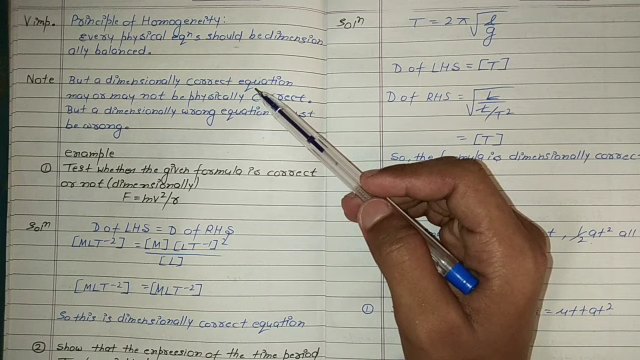 V.imp. Principle of Homogeneity:
every physical eqns should be dimension
ally balanced.
Note But a dimensionally correct equation
may or may not be physically correct.
But a dimensionally wrong equation
be wrong.
example
① Test whether the given formula is correct
or not (dimensionally)
F = mv²/r
Soln D of LHS = D of RHS
[MLT-2] = [M] [LT-1]²
[L]
[MLT-2] = [MLT-2]
So this is dimensionally correct equation
② Show that the expression of the time period
Soln T = 2π√l/g
D of LHS = [T]
D of RHS = √L/L/T²
= [T]
So, the formula is dimensionally correct
t, ½at² all
①
= ut + at²